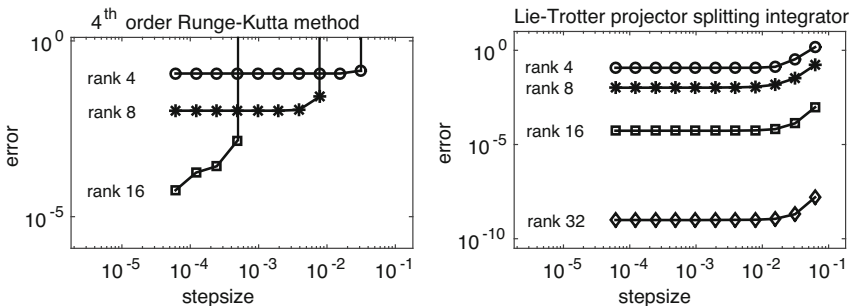 4th order Runge-Kutta method
10^0
rank 4
rank 8
error
rank 16
10^-5
10^-5 10^-4 10^-3 10^-2 10^-1
stepsize
Lie-Trotter projector splitting integrator
10^0
rank 4
rank 8
error
rank 16
10^-5
rank 32
10^-10
10^-5 10^-4 10^-3 10^-2 10^-1
stepsize